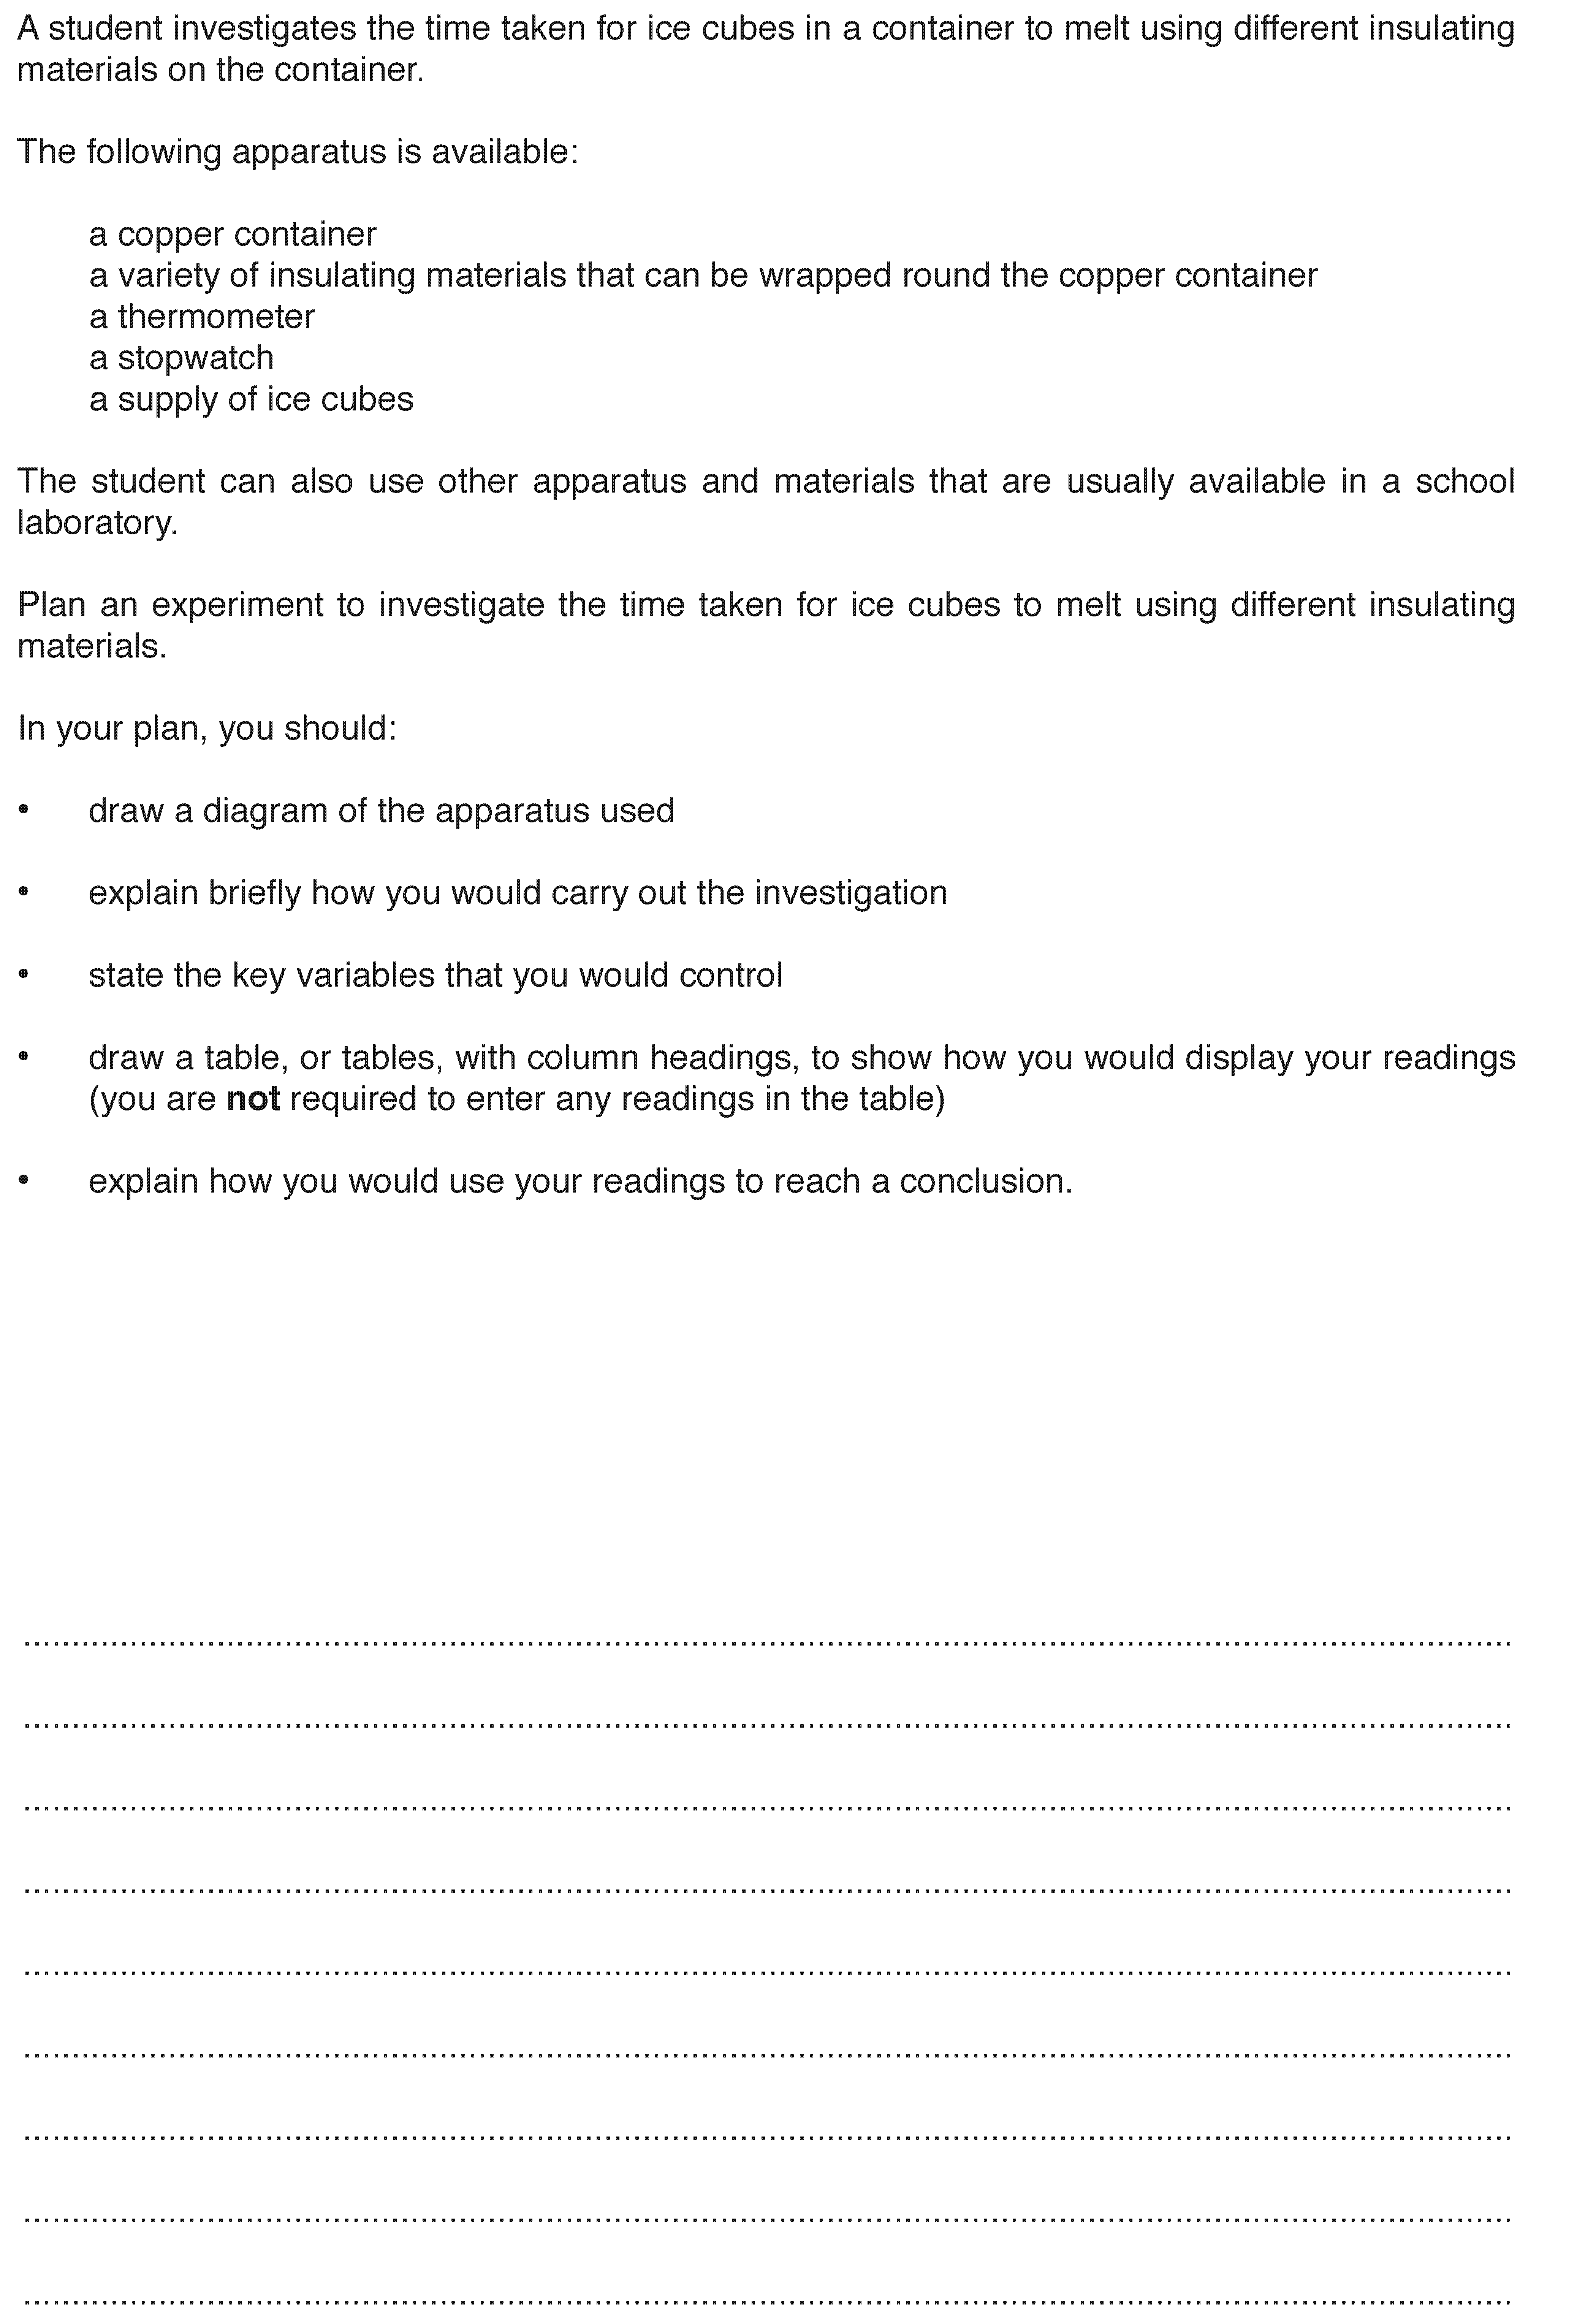 A student investigates the time taken for ice cubes in a container to melt using different insulating
materials on the container.
The following apparatus is available:
a copper container
a variety of insulating materials that can be wrapped round the copper container
a thermometer
a stopwatch
a supply of ice cubes
The student can also use other apparatus and materials that are usually available in a school
laboratory.
Plan an experiment to investigate the time taken for ice cubes to melt using different insulating
materials.
In your plan, you should:
• draw a diagram of the apparatus used
• explain briefly how you would carry out the investigation
• state the key variables that you would control
• draw a table, or tables, with column headings, to show how you would display your readings
(you are not required to enter any readings in the table)
• explain how you would use your readings to reach a conclusion.